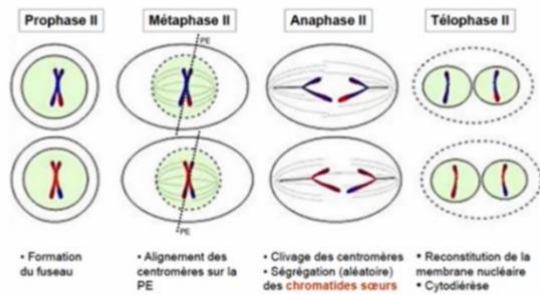 Prophase II
Métaphase II
Anaphase II
Télophase II
PE
PE
• Formation
du fuseau
• Alignement des
centromères sur la
PE
• Clivage des centromères
• Ségrégation (aléatoire)
des chromatides sœurs
• Reconstitution de la
membrane nucléaire
• Cytodiérèse